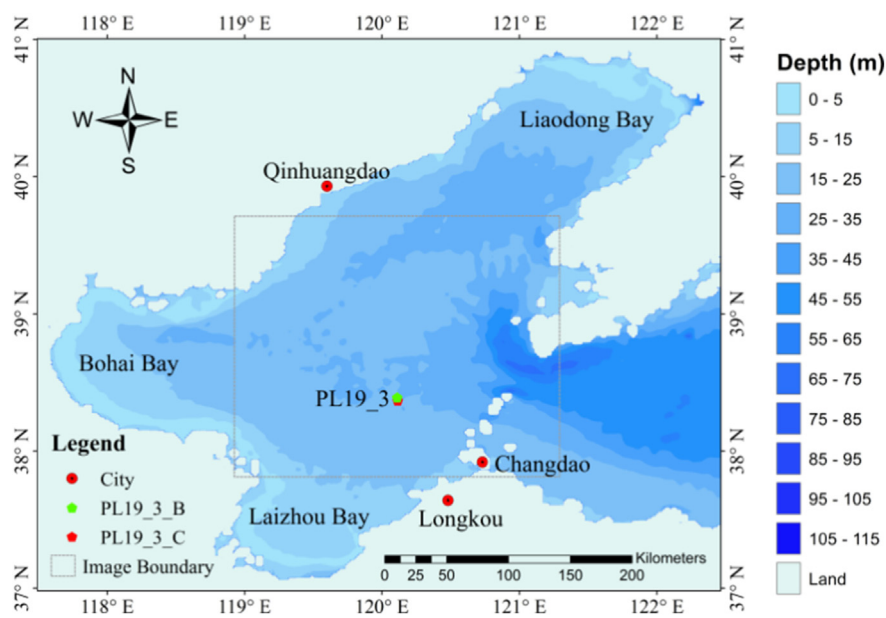 118° E 119° E 120° E 121° E 122° E
41° N 41° N
40° N 40° N
39° N 39° N
38° N 38° N
37° N 37° N
N
W E
S
Liaodong Bay
Qinhuangdao
Bohai Bay
PL19_3
Changdao
Laizhou Bay
Longkou
Legend
City
PL19_3_B
PL19_3_C
Image Boundary
Kilometers
0 25 50 100 150 200
118° E 119° E 120° E 121° E 122° E
Depth (m)
0 - 5
5 - 15
15 - 25
25 - 35
35 - 45
45 - 55
55 - 65
65 - 75
75 - 85
85 - 95
95 - 105
105 - 115
Land